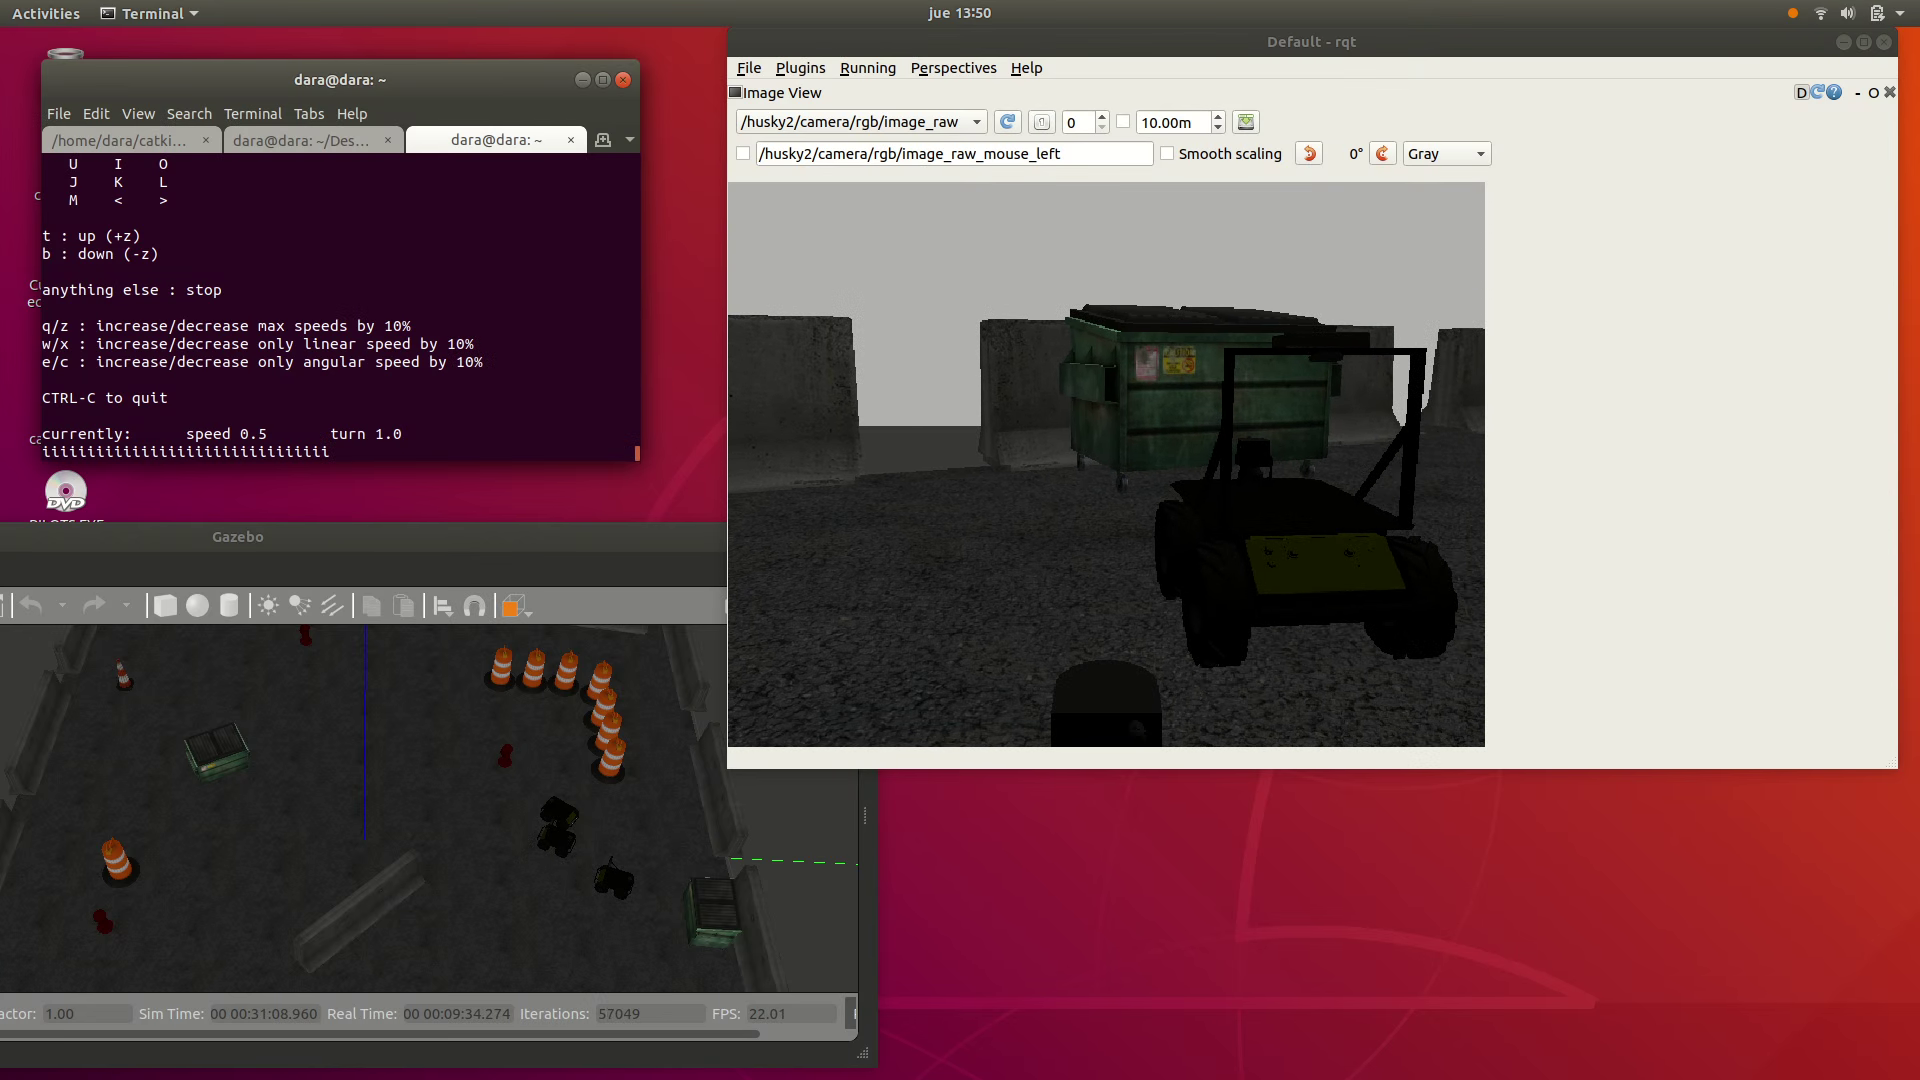 Activities Terminal jue 13:50
dara@dara: ~
File Edit View Search Terminal Tabs Help
/home/dara/catki... × dara@dara: ~/Des... × dara@dara: ~ ×
U I O
J K L
M < >
t : up (+z)
b : down (-z)
anything else : stop
q/z : increase/decrease max speeds by 10%
w/x : increase/decrease only linear speed by 10%
e/c : increase/decrease only angular speed by 10%
CTRL-C to quit
currently: speed 0.5 turn 1.0
iiiiiiiiiiiiiiiiiiiiiiiiiiiiiiii
DVD
Default - rqt
File Plugins Running Perspectives Help
Image View
D - O
/husky2/camera/rgb/image_raw 0 10.00m
/husky2/camera/rgb/image_raw_mouse_left Smooth scaling 0° Gray
Gazebo
actor: 1.00 Sim Time: 00 00:31:08.960 Real Time: 00 00:09:34.274 Iterations: 57049 FPS: 22.01